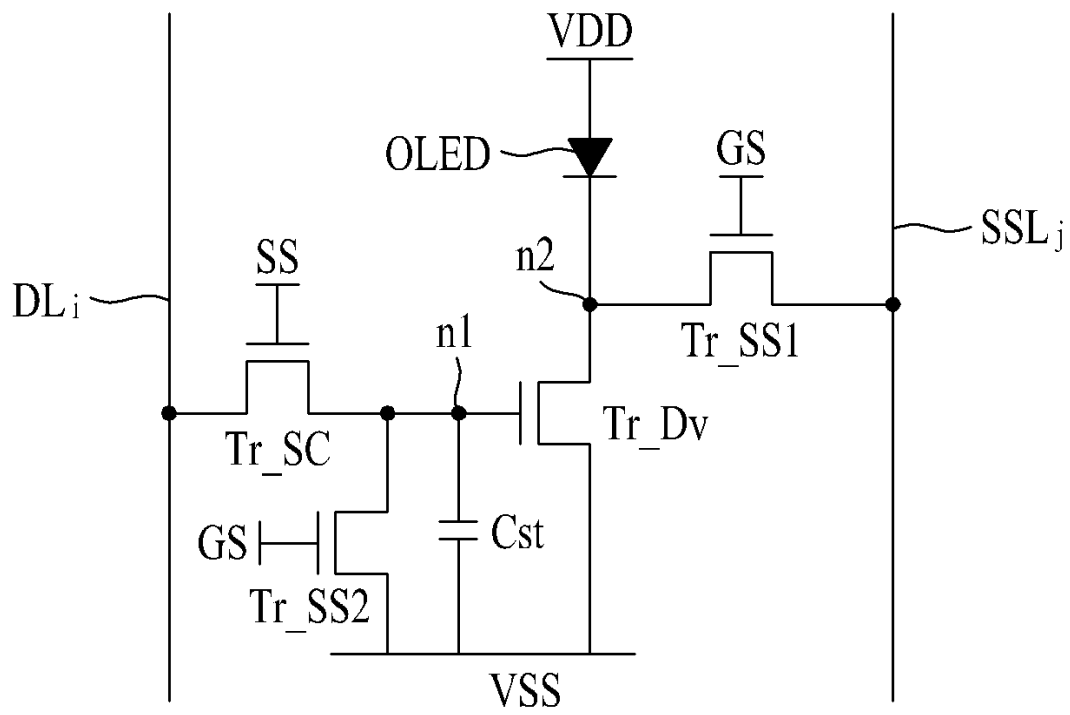 VDD
OLED
GS
SSLj
SS
n2
DLi
n1
Tr_SS1
Tr_Dv
Tr_SC
GS
Cst
Tr_SS2
VSS